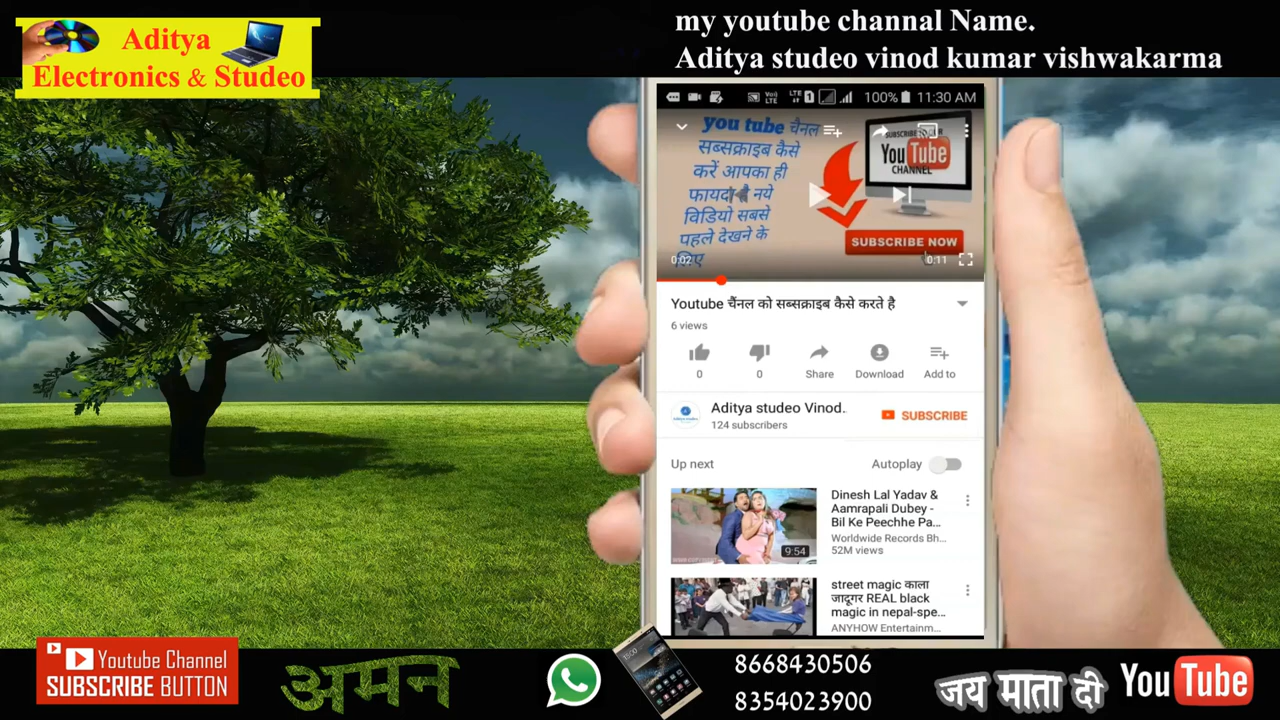 Aditya
Electronics & Studeo
my youtube channal Name.
Aditya studeo vinod kumar vishwakarma
100% 11:30 AM
you tube चैनल
सब्सक्राइब कैसे
करें आपका ही
फायदा है नये
विडियो सबसे
पहले देखने के
लिए
YouTube
CHANNEL
SUBSCRIBE NOW
0:02
0:11
Youtube चैंनल को सब्सक्राइब कैसे करते है
6 views
0
0
Share
Download
Add to
Aditya studeo Vinod..
124 subscribers
SUBSCRIBE
Up next
Autoplay
Dinesh Lal Yadav &
Aamrapali Dubey -
Bil Ke Peechhe Pa...
Worldwide Records Bh...
52M views
9:54
street magic काला
जादूगर REAL black
magic in nepal-spe...
ANYHOW Entertainm...
Youtube Channel
SUBSCRIBE BUTTON
अमन
8668430506
8354023900
जय माता दी
YouTube